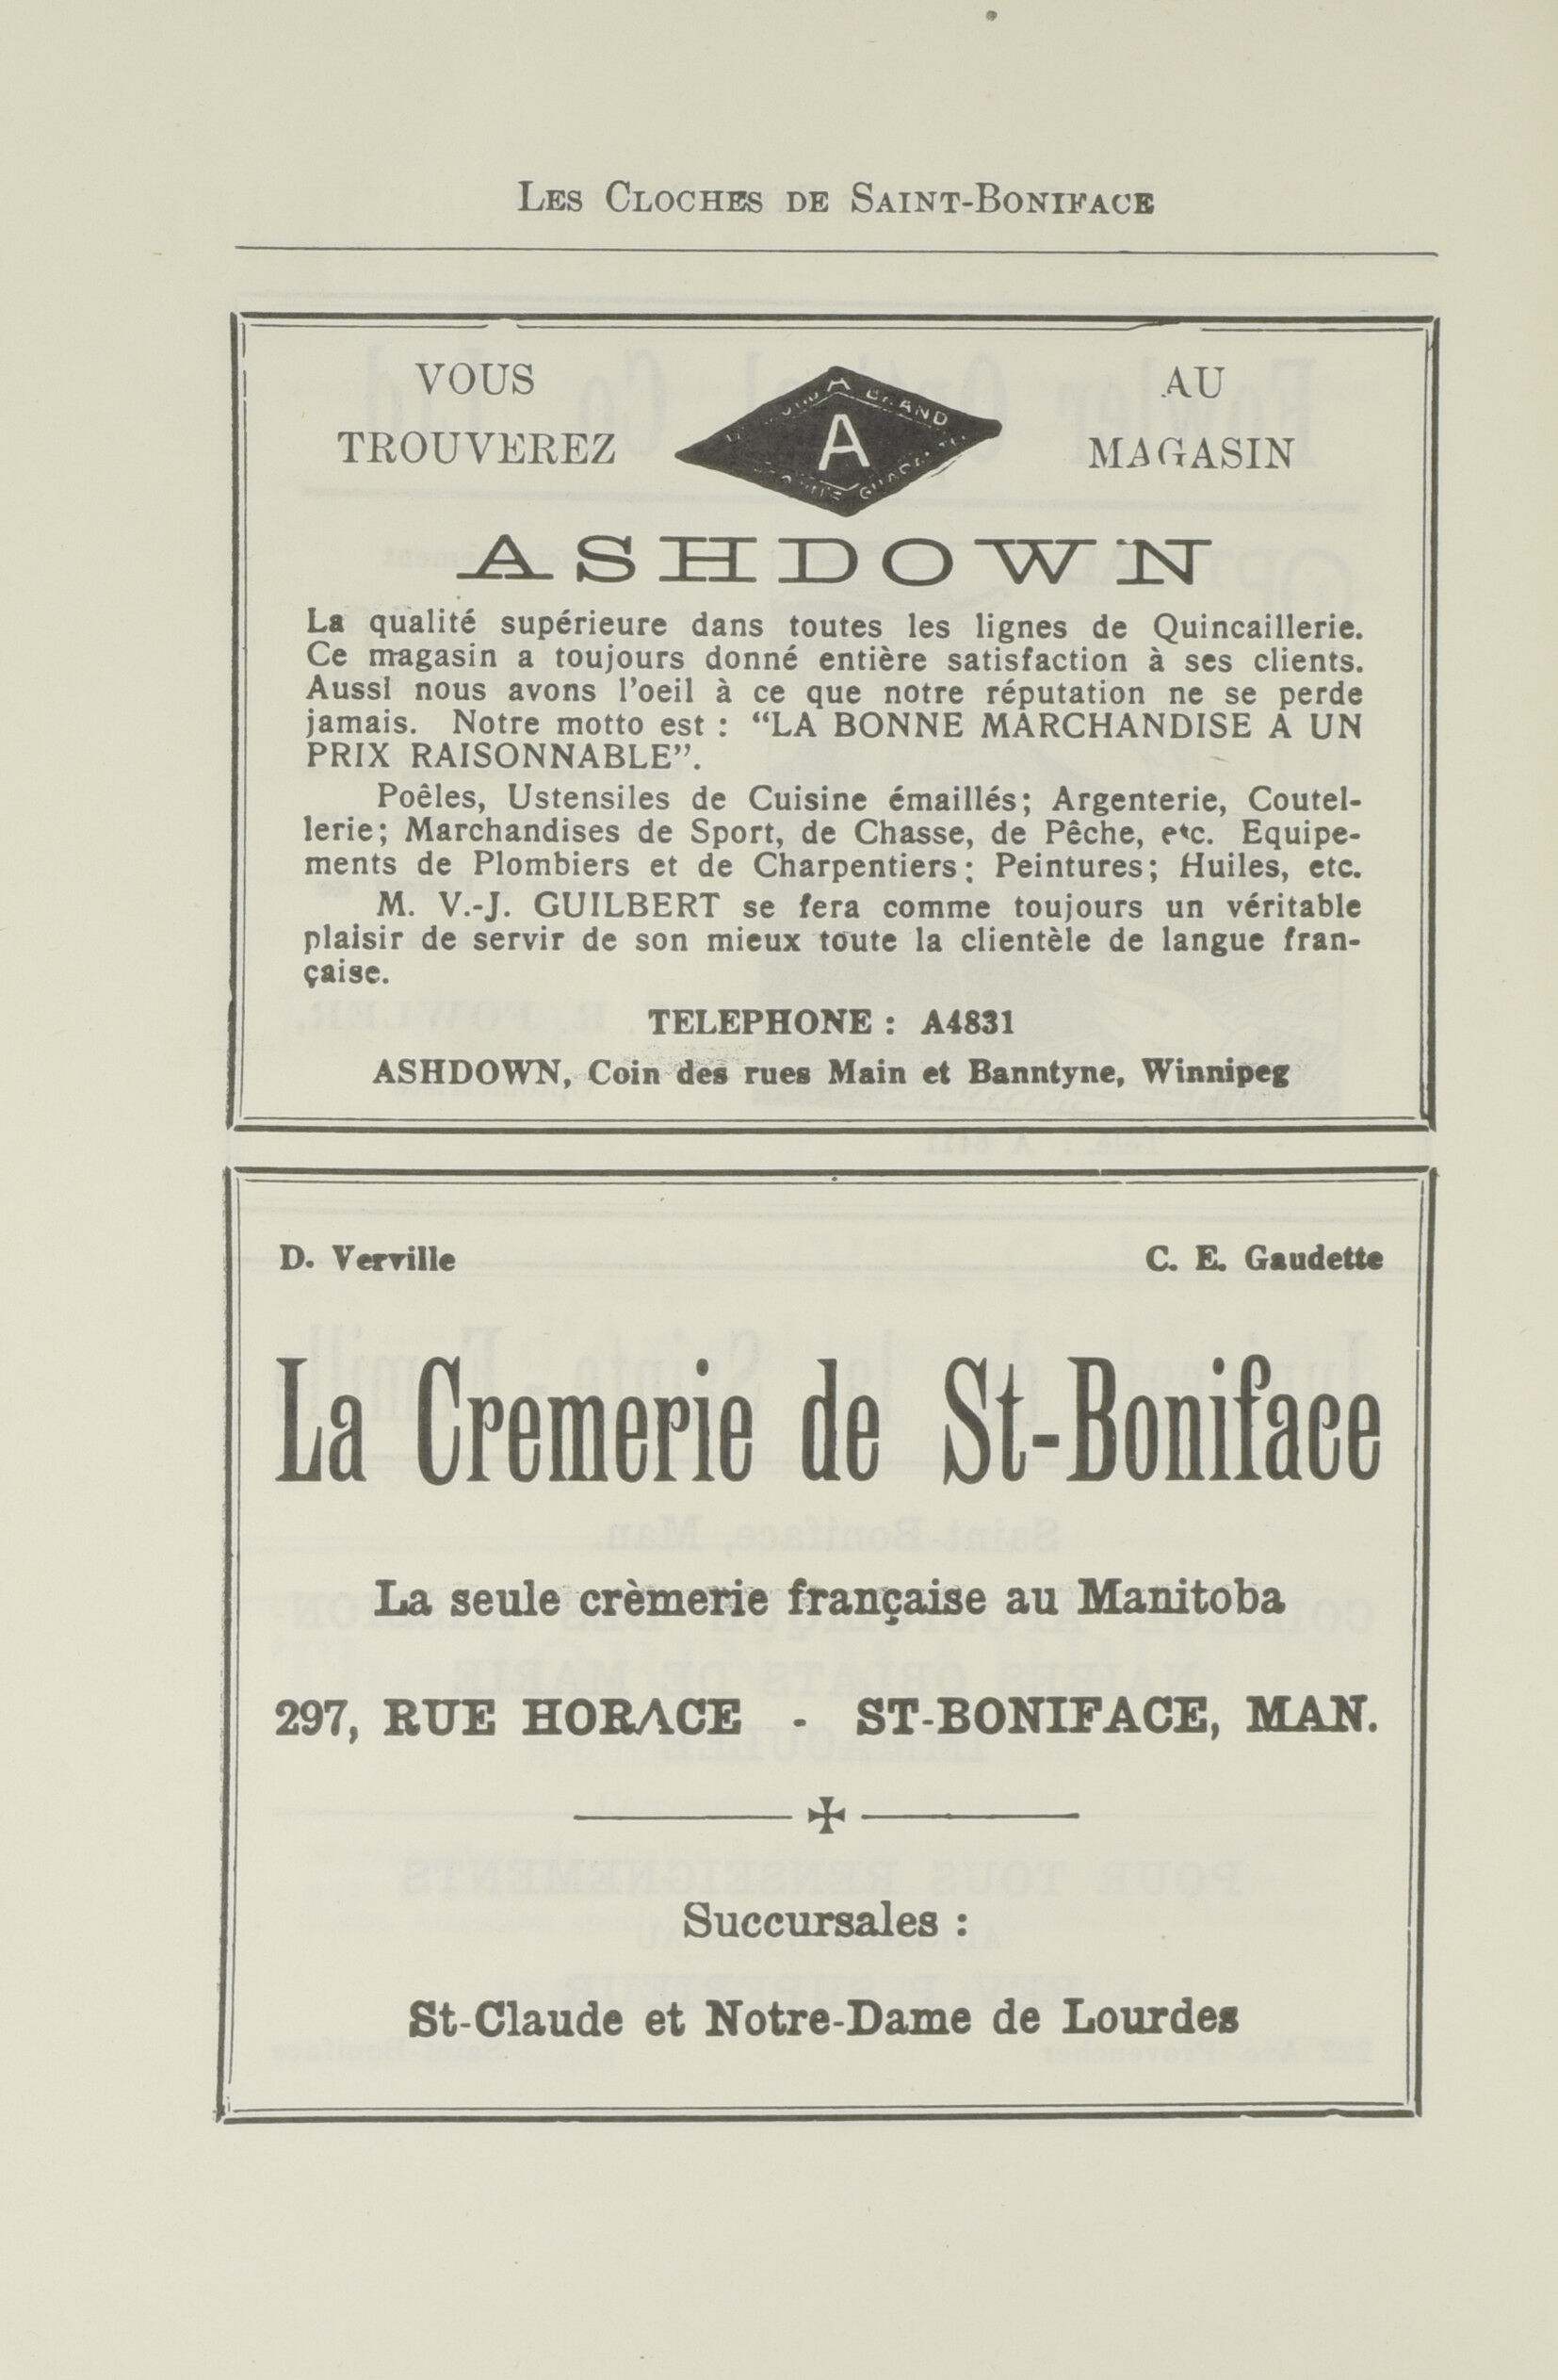 LES CLOCHES DE SAINT-BONIFACE
VOUS
TROUVEREZ
A
BRAND
AU
MAGASIN
ASHDOWN
La qualité supérieure dans toutes les lignes de Quincaillerie.
Ce magasin a toujours donné entière satisfaction à ses clients.
Aussi nous avons l'oeil à ce que notre réputation ne se perde
jamais. Notre motto est : “LA BONNE MARCHANDISE A UN
PRIX RAISONNABLE”.
Poêles, Ustensiles de Cuisine émaillés; Argenterie, Coutel-
lerie; Marchandises de Sport, de Chasse, de Pêche, etc. Equipe-
ments de Plombiers et de Charpentiers; Peintures; Huiles, etc.
M. V.-J. GUILBERT se fera comme toujours un véritable
plaisir de servir de son mieux toute la clientèle de langue fran-
çaise.
TELEPHONE : A4831
ASHDOWN, Coin des rues Main et Banntyne, Winnipeg
D. Verville C. E. Gaudette
La Cremerie de St-Boniface
La seule crèmerie française au Manitoba
297, RUE HORACE - ST-BONIFACE, MAN.
Succursales :
St-Claude et Notre-Dame de Lourdes